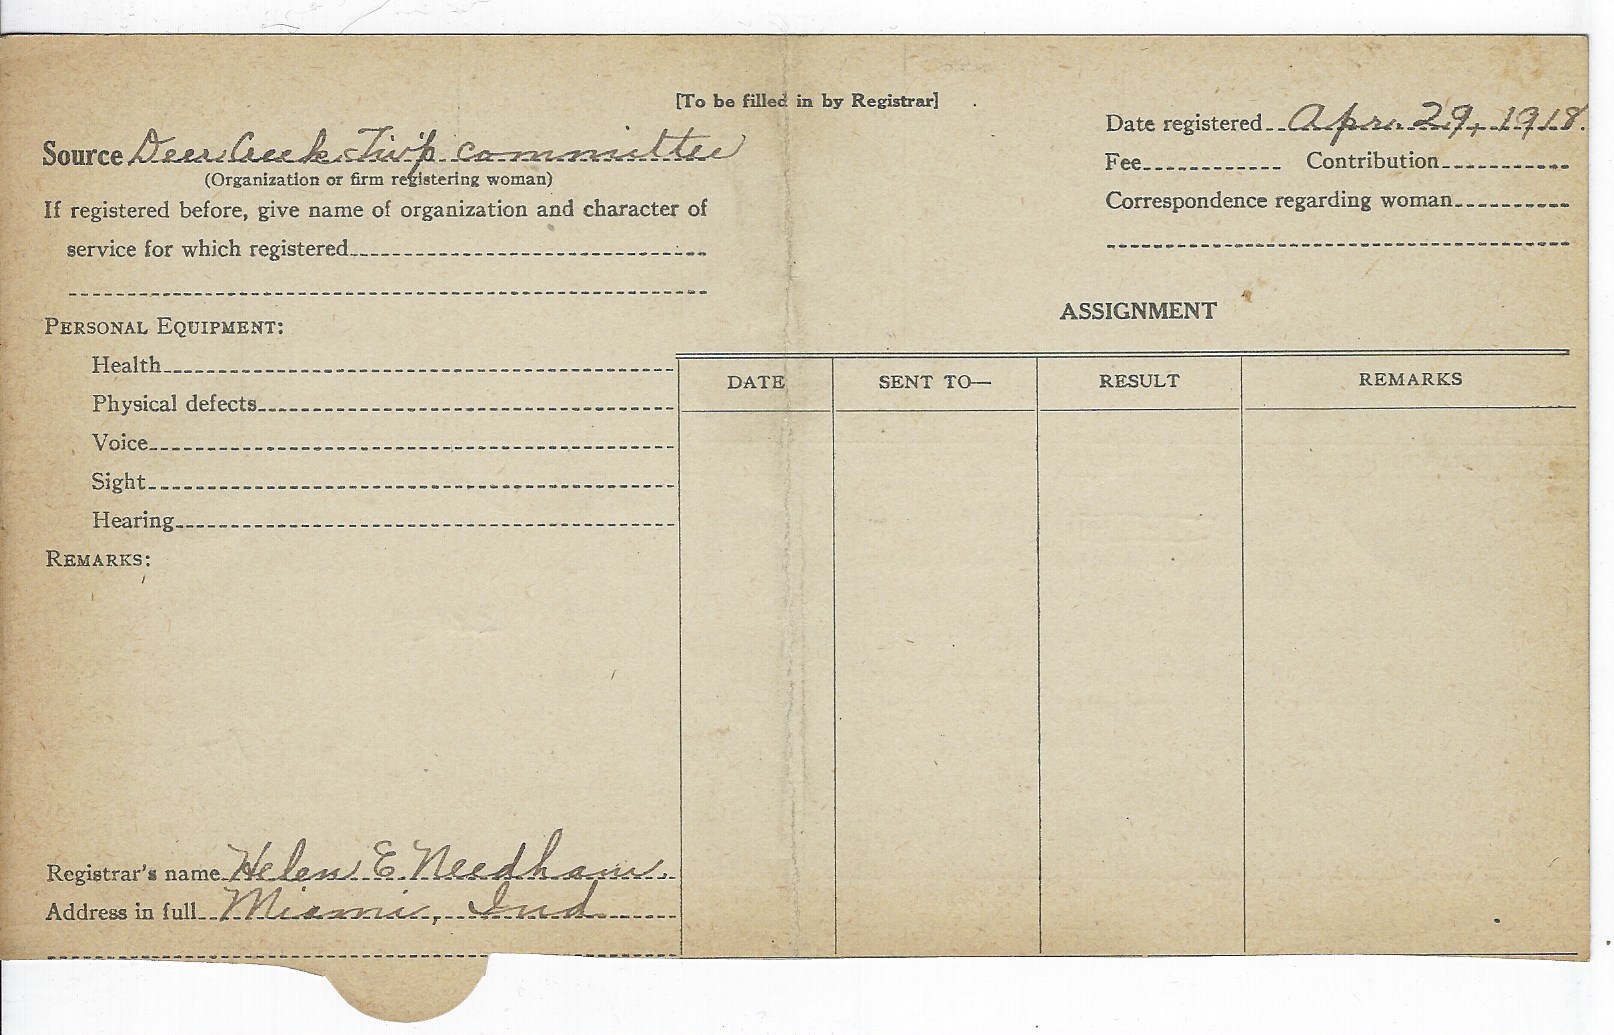 [To be filled in by Registrar]
Source Deer Creek Twp. committee
(Organization or firm registering woman)
If registered before, give name of organization and character of
service for which registered
Date registered Apr. 29, 1918.
Fee Contribution
Correspondence regarding woman
PERSONAL EQUIPMENT:
Health
Physical defects
Voice
Sight
Hearing
REMARKS:
ASSIGNMENT
DATE SENT TO— RESULT REMARKS
Registrar's name Helen E Needham.
Address in full Miami, Ind